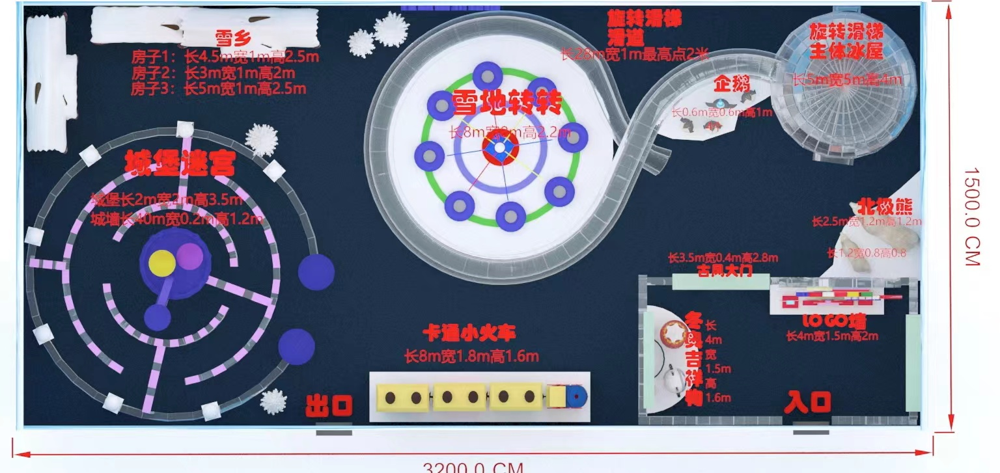 雪乡
房子1：长4.5m宽1m高2.5m
房子2：长3m宽1m高2m
房子3：长5m宽1m高2.5m
旋转滑梯
滑道
长28m宽1m最高点2米
旋转滑梯
主体冰屋
长5m宽5m高4m
企鹅
长0.6m宽0.6m高1m
雪地转转
长8m宽8m高2.2m
城堡迷宫
城堡长2m宽2m高3.5m
城墙长40m宽0.2m高1.2m
北极熊
长2.5m宽1.2m高1.2m
长1.2宽0.8高0.8
1500.0 CM
长3.5m宽0.4m高2.8m
古风大门
LOGO墙
长4m宽1.5m高2m
冬奥吉祥物
长
4m
宽
1.5m
高
1.6m
卡通小火车
长8m宽1.8m高1.6m
出口
入口
3200.0 CM